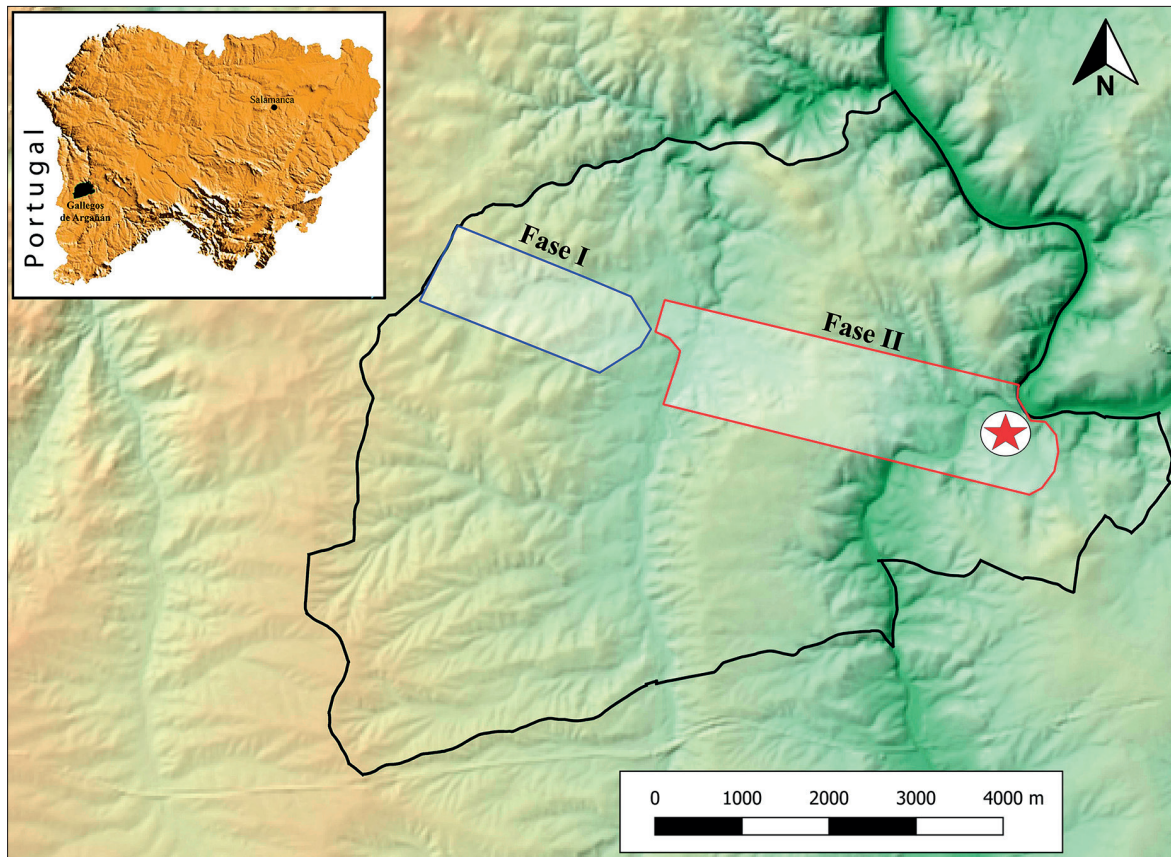 Portugal
Salamanca
Gallegos
de Argañán
N
Fase I
Fase II
0 1000 2000 3000 4000 m